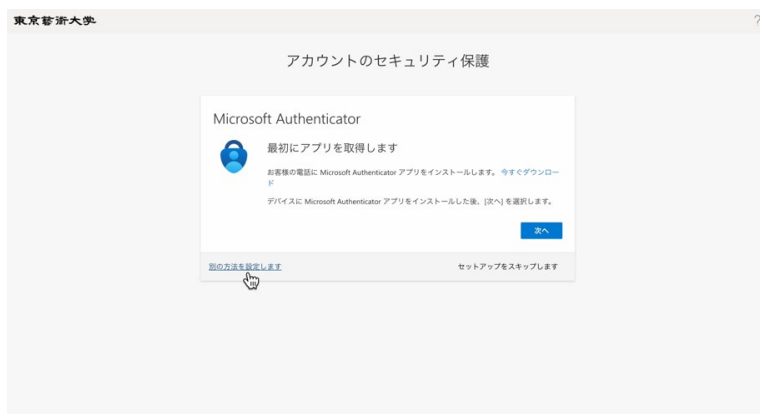 東京藝術大学
?
アカウントのセキュリティ保護
Microsoft Authenticator
最初にアプリを取得します
お客様の電話に Microsoft Authenticator アプリをインストールします。 今すぐダウンロー
ド
デバイスに Microsoft Authenticator アプリをインストールした後、[次へ] を選択します。
次へ
別の方法を設定します
セットアップをスキップします